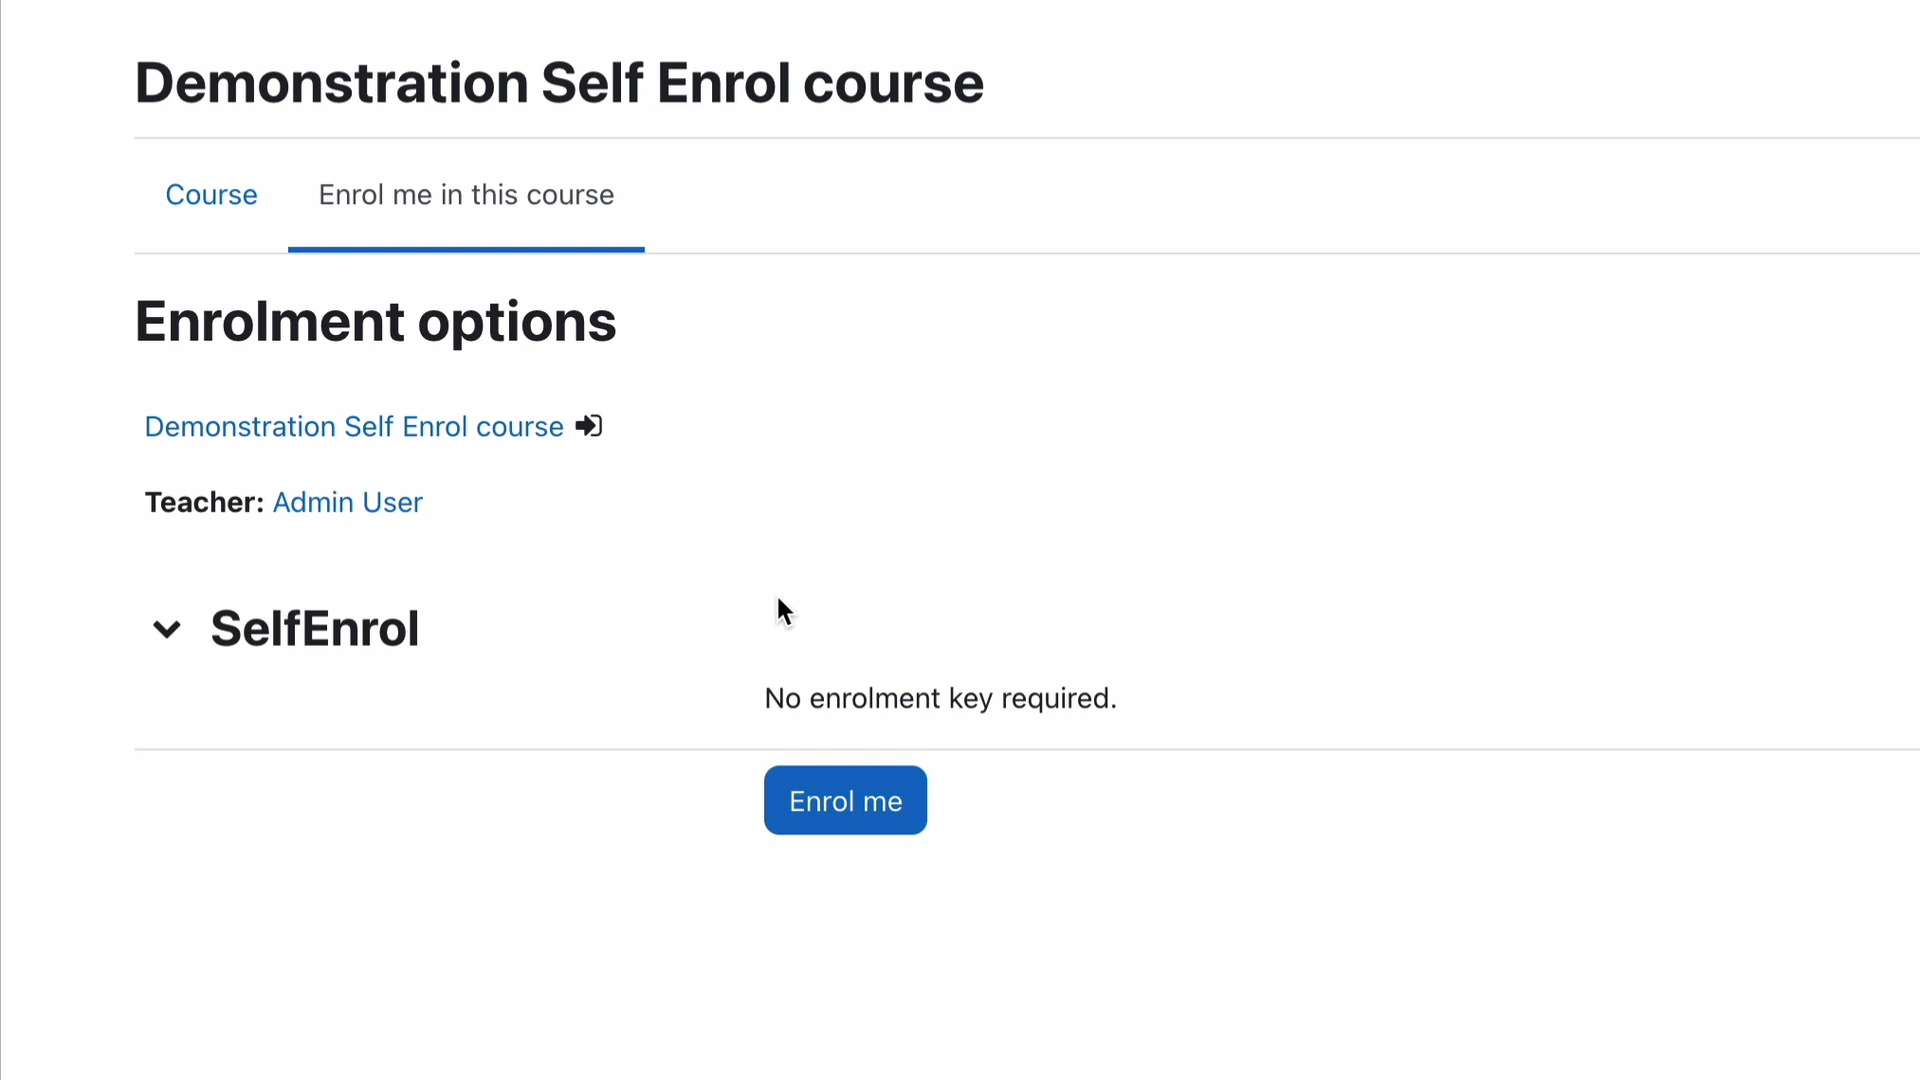 Demonstration Self Enrol course
Course Enrol me in this course
Enrolment options
Demonstration Self Enrol course
Teacher: Admin User
SelfEnrol
No enrolment key required.
Enrol me